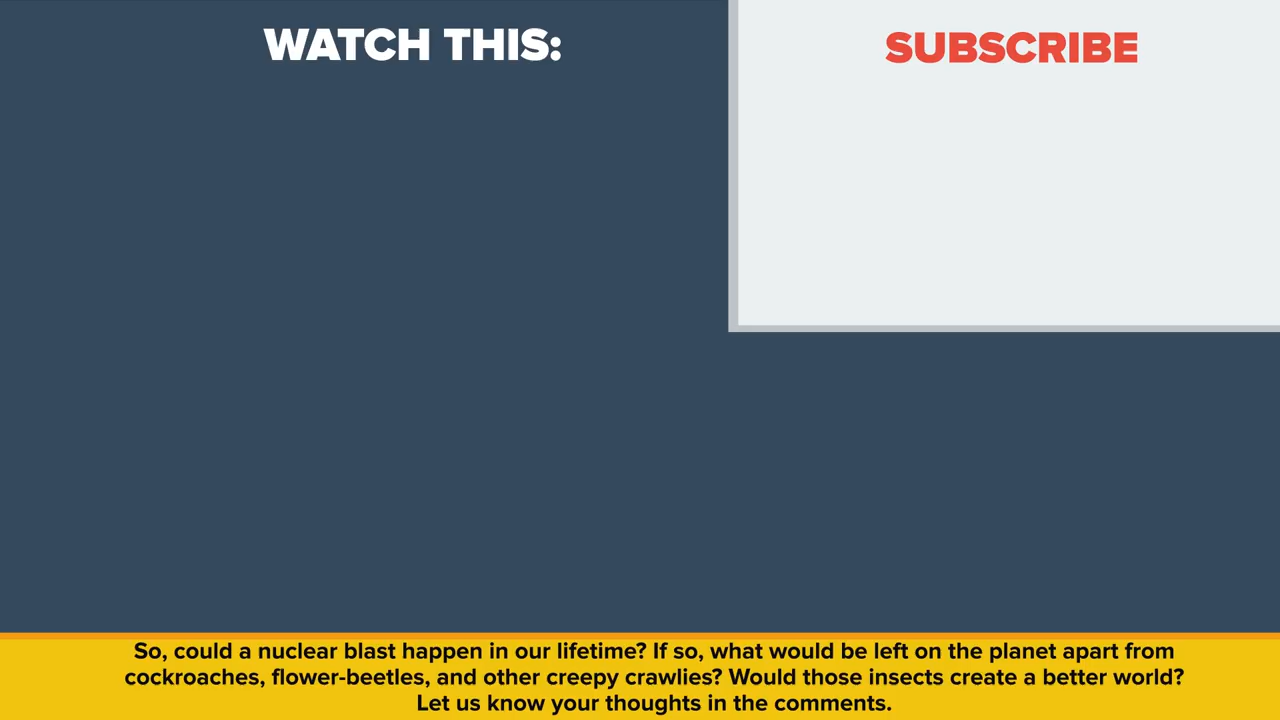 WATCH THIS:
SUBSCRIBE
So, could a nuclear blast happen in our lifetime? If so, what would be left on the planet apart from
cockroaches, flower-beetles, and other creepy crawlies? Would those insects create a better world?
Let us know your thoughts in the comments.